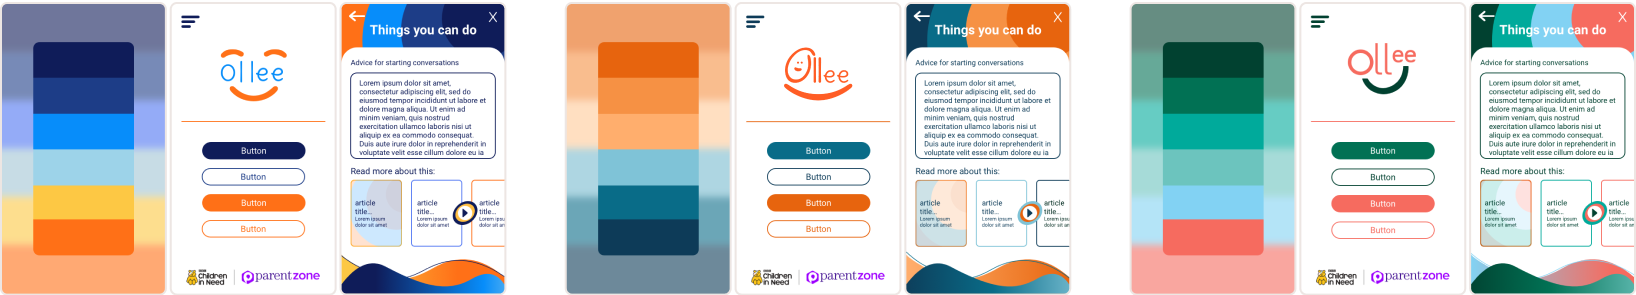 Ollee
Button
Button
Button
Button
BBC
Children
in Need
parentzone
X
Things you can do
Advice for starting conversations
Lorem ipsum dolor sit amet,
consectetur adipiscing elit, sed do
eiusmod tempor incididunt ut labore et
dolore magna aliqua. Ut enim ad
minim veniam, quis nostrud
exercitation ullamco laboris nisi ut
aliquip ex ea commodo consequat.
Duis aute irure dolor in reprehenderit in
voluptate velit esse cillum dolore eu ia
Read more about this:
article
title...
Lorem ipsum
dolor sit amet
article
title...
Lorem ipsum
dolor sit amet
article
title...
Lorem ipsu
dolor sit am
Ollee
Button
Button
Button
Button
BBC
Children
in Need
parentzone
X
Things you can do
Advice for starting conversations
Lorem ipsum dolor sit amet,
consectetur adipiscing elit, sed do
eiusmod tempor incididunt ut labore et
dolore magna aliqua. Ut enim ad
minim veniam, quis nostrud
exercitation ullamco laboris nisi ut
aliquip ex ea commodo consequat.
Duis aute irure dolor in reprehenderit in
voluptate velit esse cillum dolore eu ia
Read more about this:
article
title...
Lorem ipsum
dolor sit amet
article
title...
Lorem ipsum
dolor sit amet
article
title...
Lorem ipsu
dolor sit am
Ollee
Button
Button
Button
Button
BBC
Children
in Need
parentzone
X
Things you can do
Advice for starting conversations
Lorem ipsum dolor sit amet,
consectetur adipiscing elit, sed do
eiusmod tempor incididunt ut labore et
dolore magna aliqua. Ut enim ad
minim veniam, quis nostrud
exercitation ullamco laboris nisi ut
aliquip ex ea commodo consequat.
Duis aute irure dolor in reprehenderit in
voluptate velit esse cillum dolore eu ia
Read more about this:
article
title...
Lorem ipsum
dolor sit amet
article
title...
Lorem ipsum
dolor sit amet
article
title...
Lorem ipsu
dolor sit am